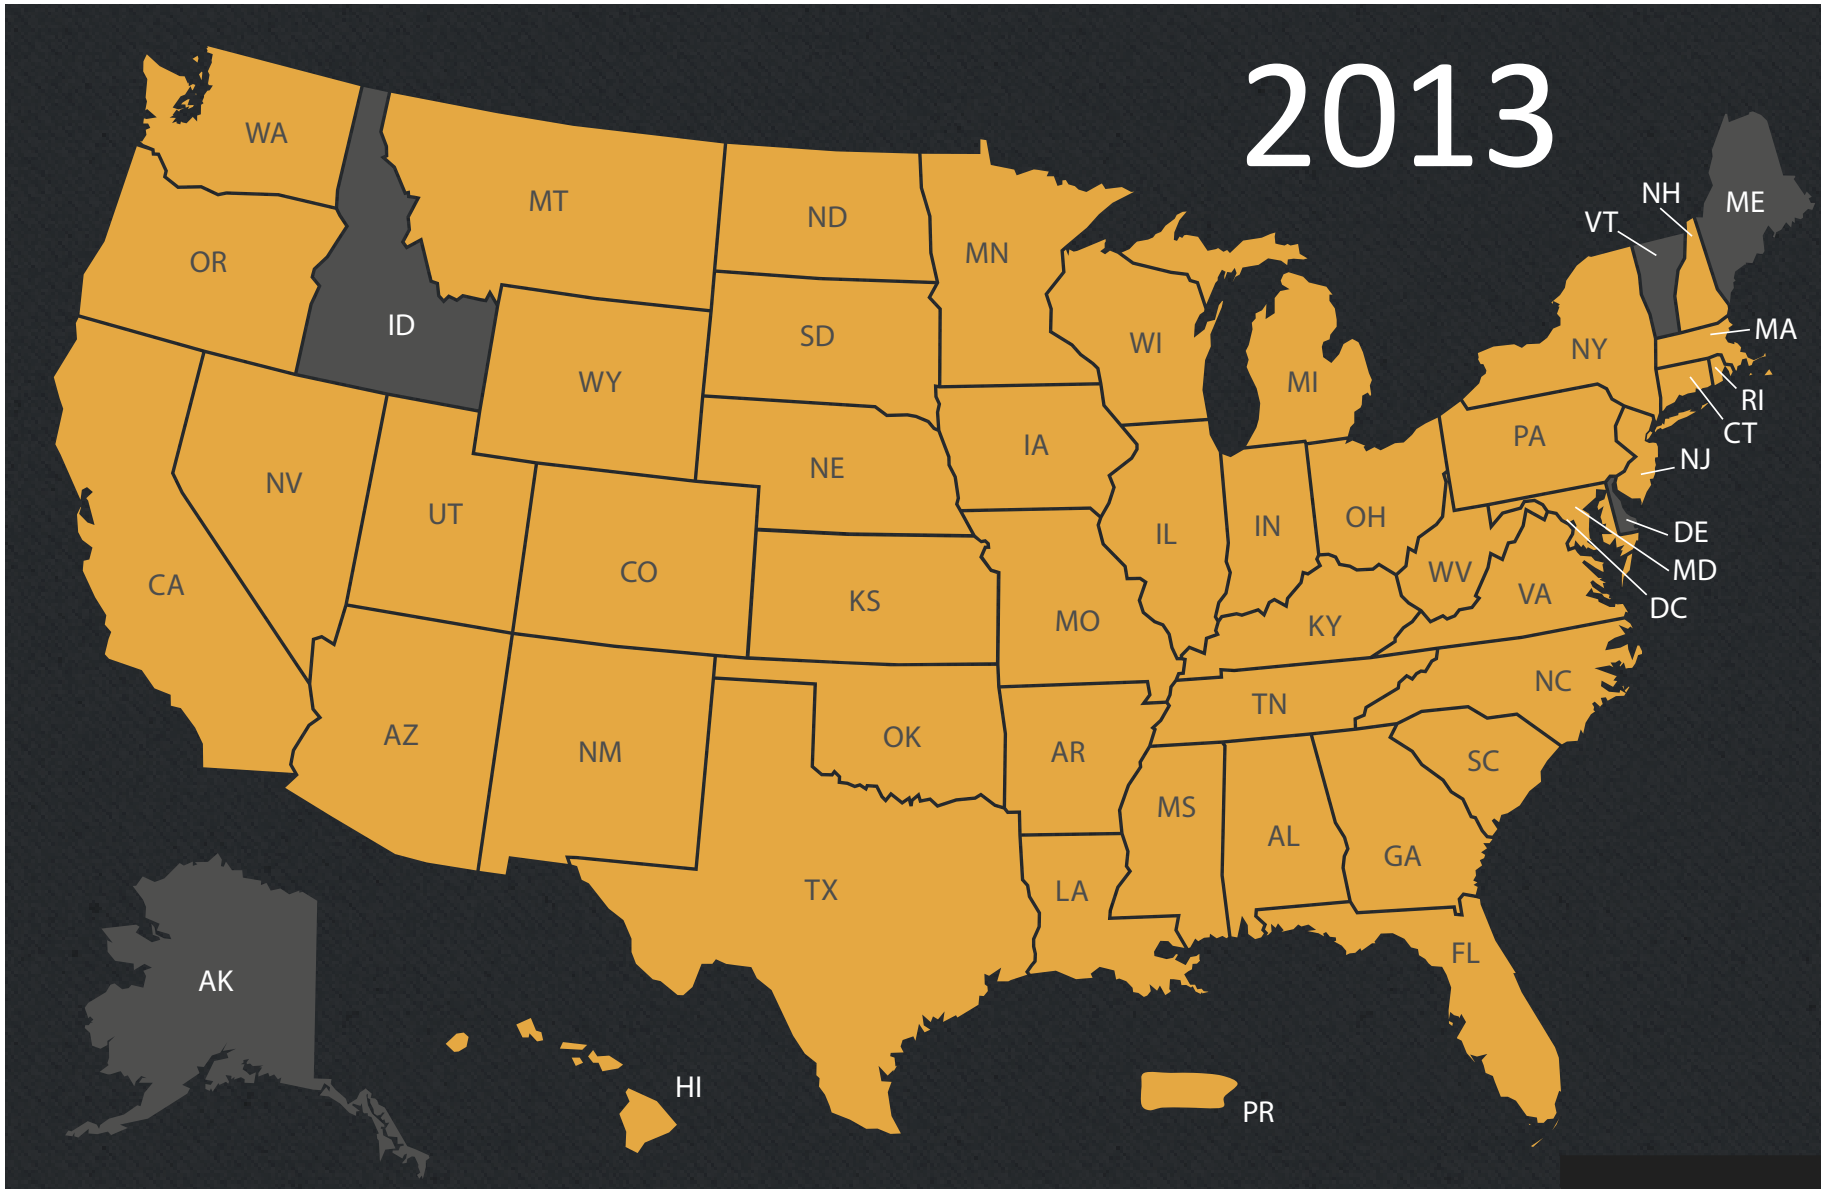 2013
WA
MT
ND
MN
NH
ME
VT
OR
ID
SD
WI
MA
NY
WY
MI
RI
IA
PA
CT
NE
NJ
NV
UT
IL
IN
OH
DE
CO
WV
MD
CA
KS
VA
DC
MO
KY
NC
TN
AZ
NM
OK
AR
SC
MS
AL
GA
TX
LA
FL
AK
HI
PR